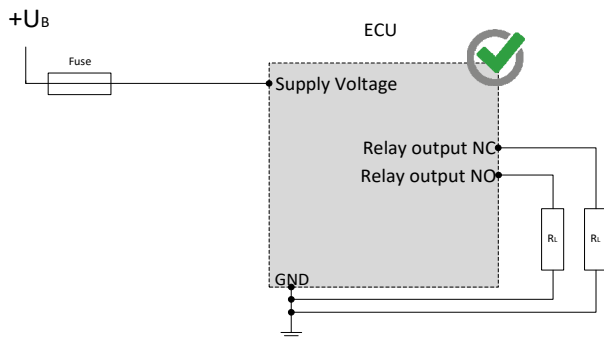 +UB
ECU
Fuse
Supply Voltage
Relay output NC
Relay output NO
RL
RL
GND